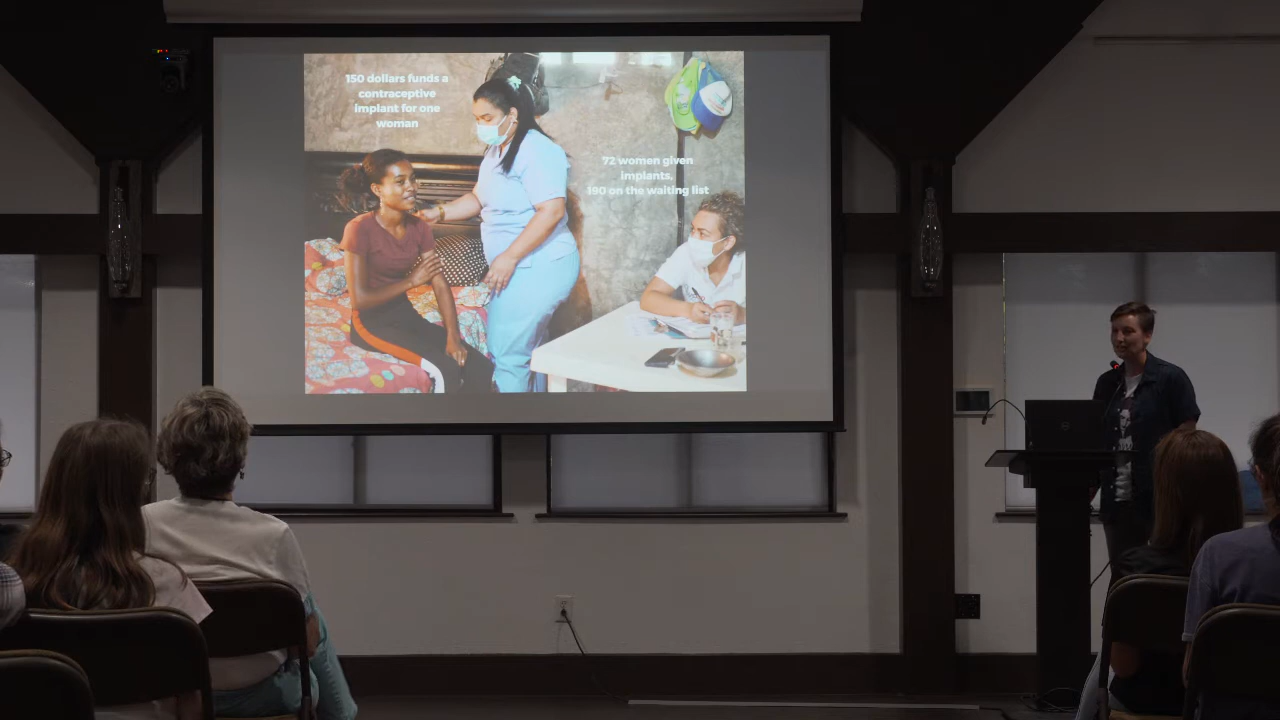 150 dollars funds a
contraceptive
implant for one
woman
72 women given
implants.
190 on the waiting list